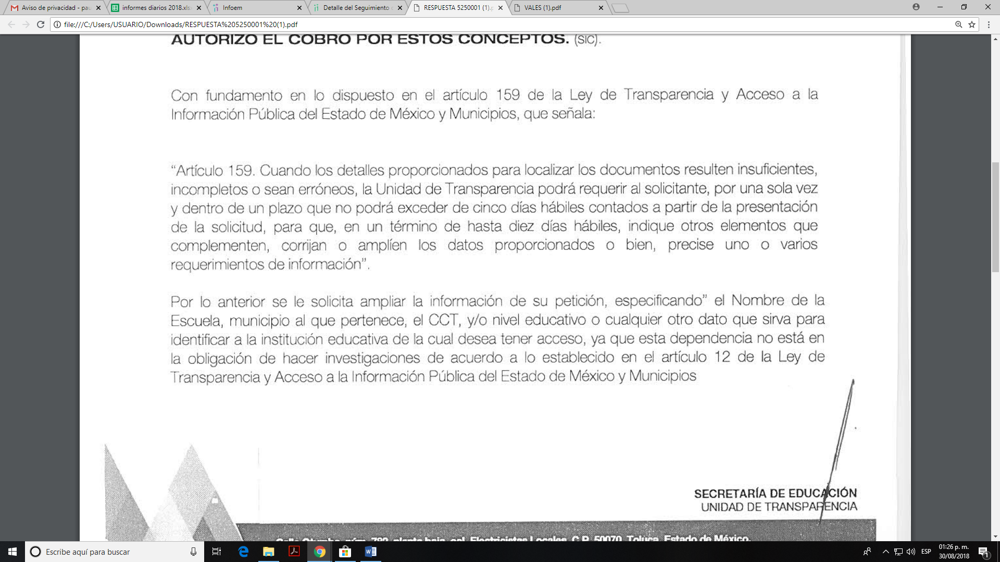 Aviso de privacidad - pau
informes diarios 2018.xls
Infoem
Detalle del Seguimiento
RESPUESTA 5250001 (1).p
VALES (1).pdf
file:///C:/Users/USUARIO/Downloads/RESPUESTA%205250001%20(1).pdf
AUTORIZO EL COBRO POR ESTOS CONCEPTOS. (SIC).
Con fundamento en lo dispuesto en el artículo 159 de la Ley de Transparencia y Acceso a la
Información Pública del Estado de México y Municipios, que señala:
“Artículo 159. Cuando los detalles proporcionados para localizar los documentos resulten insuficientes,
incompletos o sean erróneos, la Unidad de Transparencia podrá requerir al solicitante, por una sola vez
y dentro de un plazo que no podrá exceder de cinco días hábiles contados a partir de la presentación
de la solicitud, para que, en un término de hasta diez días hábiles, indique otros elementos que
complementen, corrijan o amplíen los datos proporcionados o bien, precise uno o varios
requerimientos de información”.
Por lo anterior se le solicita ampliar la información de su petición, especificando” el Nombre de la
Escuela, municipio al que pertenece, el CCT, y/o nivel educativo o cualquier otro dato que sirva para
identificar a la institución educativa de la cual desea tener acceso, ya que esta dependencia no está en
la obligación de hacer investigaciones de acuerdo a lo establecido en el artículo 12 de la Ley de
Transparencia y Acceso a la Información Pública del Estado de México y Municipios
SECRETARÍA DE EDUCACIÓN
UNIDAD DE TRANSPARENCIA
Calle Otumba, núm. 782, planta baja, col. Electricistas Locales, C.P. 50070, Toluca, Estado de México.
Escribe aquí para buscar
ESP
01:26 p. m.
30/08/2018
1